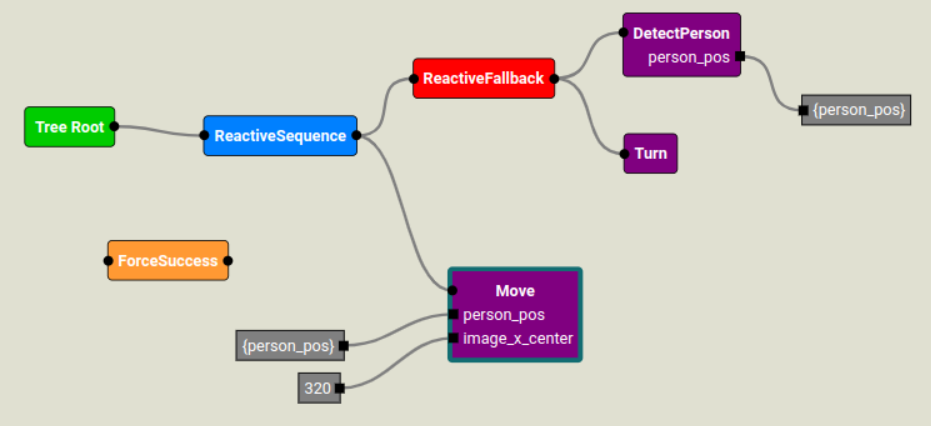 DetectPerson
person_pos
ReactiveFallback
{person_pos}
Tree Root
ReactiveSequence
Turn
ForceSuccess
Move
person_pos
image_x_center
{person_pos}
320